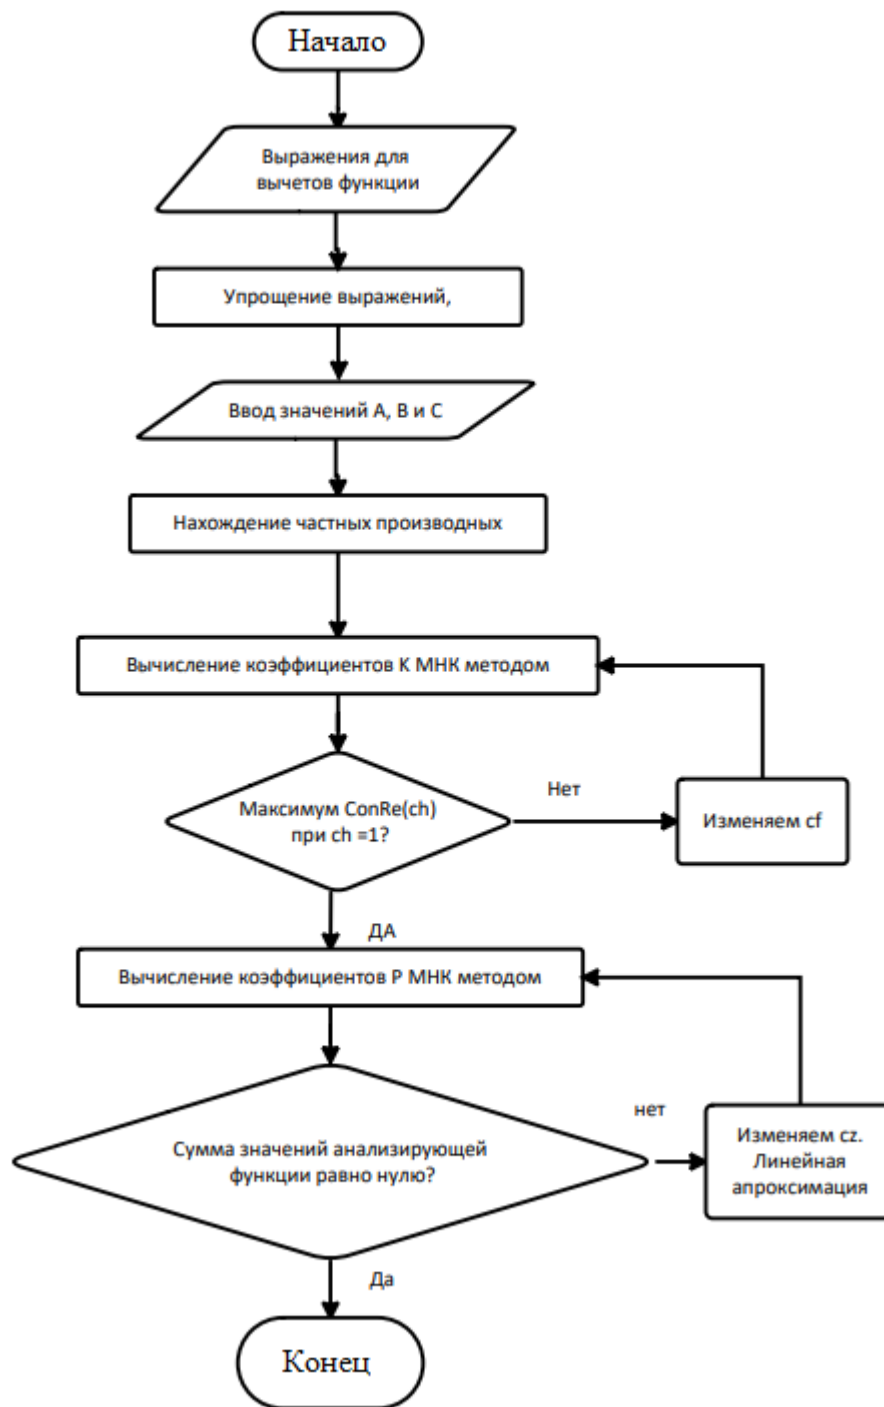 Начало
Выражения для
вычетов функции
Упрощение выражений,
Ввод значений А, В и С
Нахождение частных производных
Вычисление коэффициентов К МНК методом
Максимум ConRe(ch)
при ch =1?
Нет
Изменяем cf
ДА
Вычисление коэффициентов Р МНК методом
Сумма значений анализирующей
функции равно нулю?
нет
Изменяем cz.
Линейная
апроксимация
Да
Конец